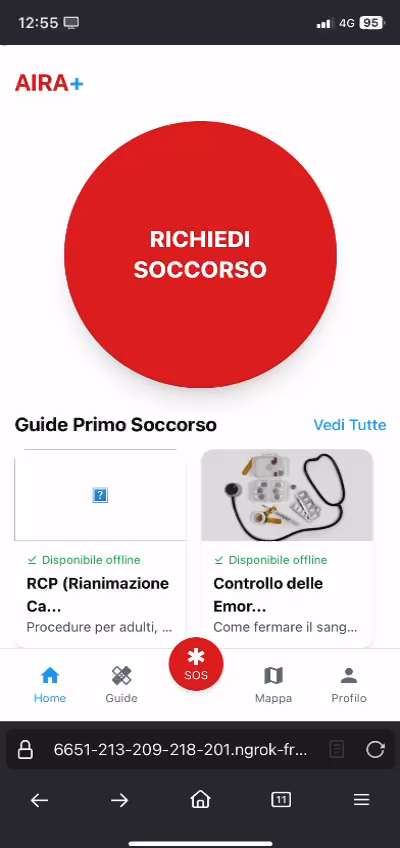 12:55
4G 95
AIRA+
RICHIEDI
SOCCORSO
Guide Primo Soccorso
Vedi Tutte
?
Disponibile offline
RCP (Rianimazione
Ca...
Procedure per adulti, ...
Disponibile offline
Controllo delle
Emor...
Come fermare il sang...
Home
Guide
SOS
Mappa
Profilo
6651-213-209-218-201.ngrok-fr...
11